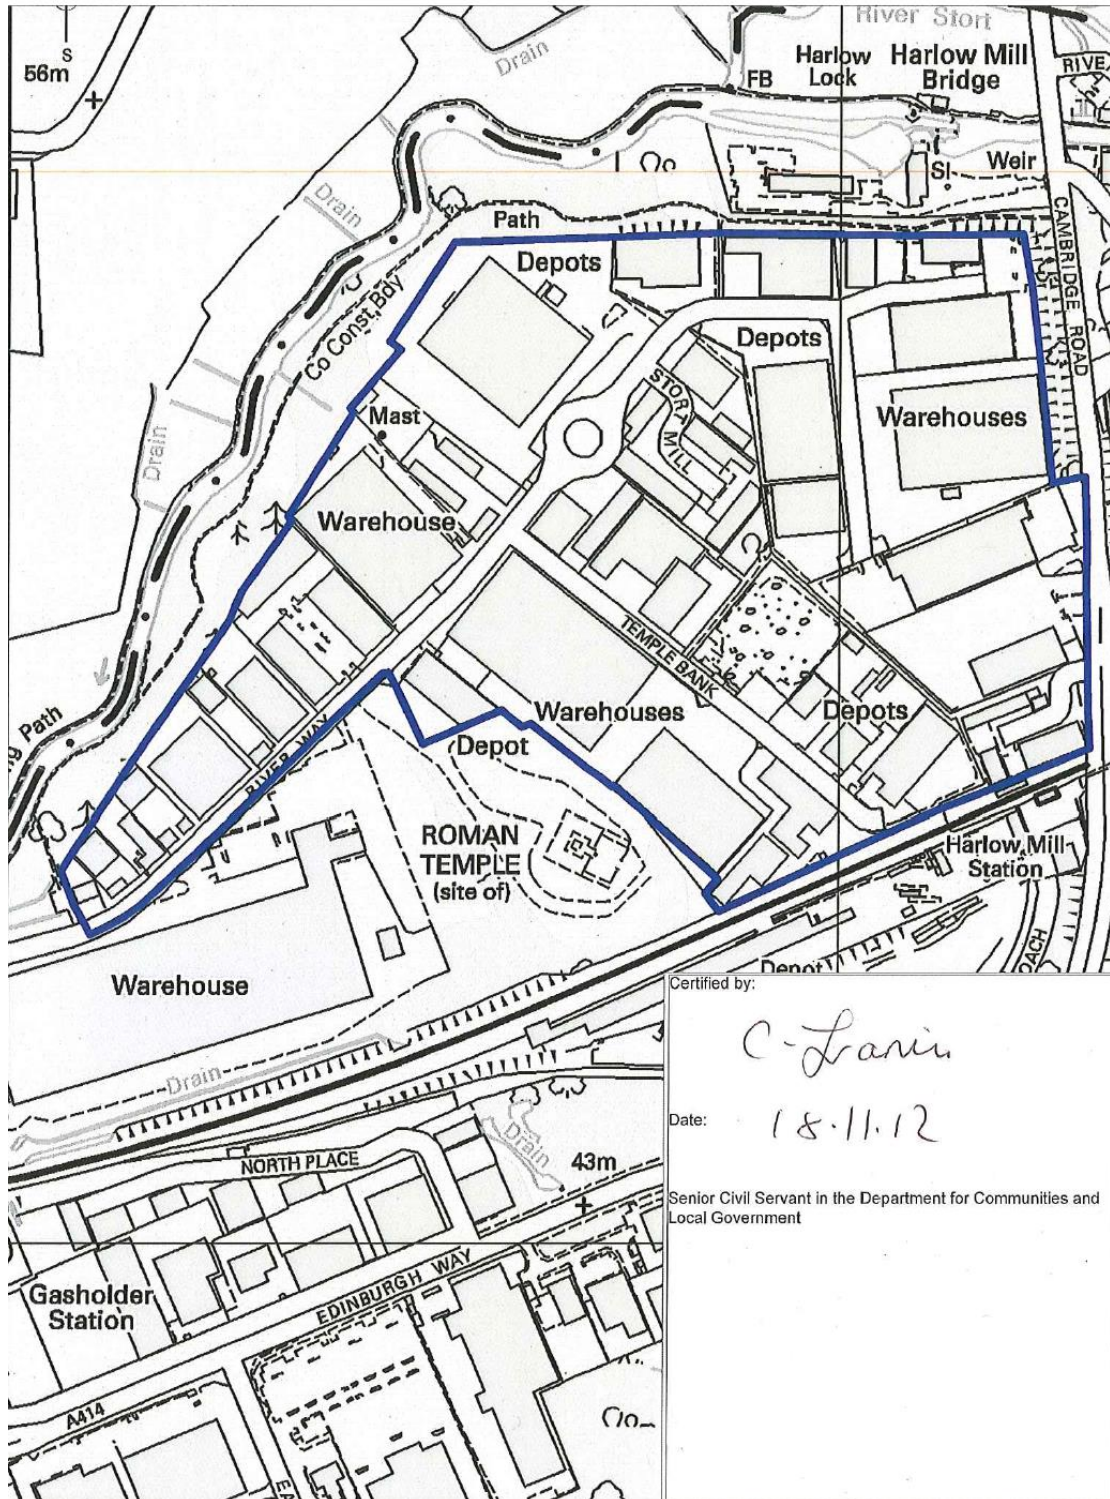 S
56m
River Stort
Drain
Harlow
Lock
Harlow Mill
Bridge
RIVE
FB
SI
Weir
Drain
Path
CAMBRIDGE ROAD
Depots
Co Const Bdy
Depots
STORT MILL
Mast
Warehouses
Drain
Warehouse
TEMPLE BANK
Path
RIVER WAY
Warehouses
Depots
Depot
ROMAN
TEMPLE
(site of)
Harlow Mill
Station
OACH
Depot
Warehouse
Drain
Certified by:
Date: 18.11.12
Senior Civil Servant in the Department for Communities and
Local Government
Drain
NORTH PLACE
43m
Gasholder
Station
EDINBURGH WAY
A414
EA